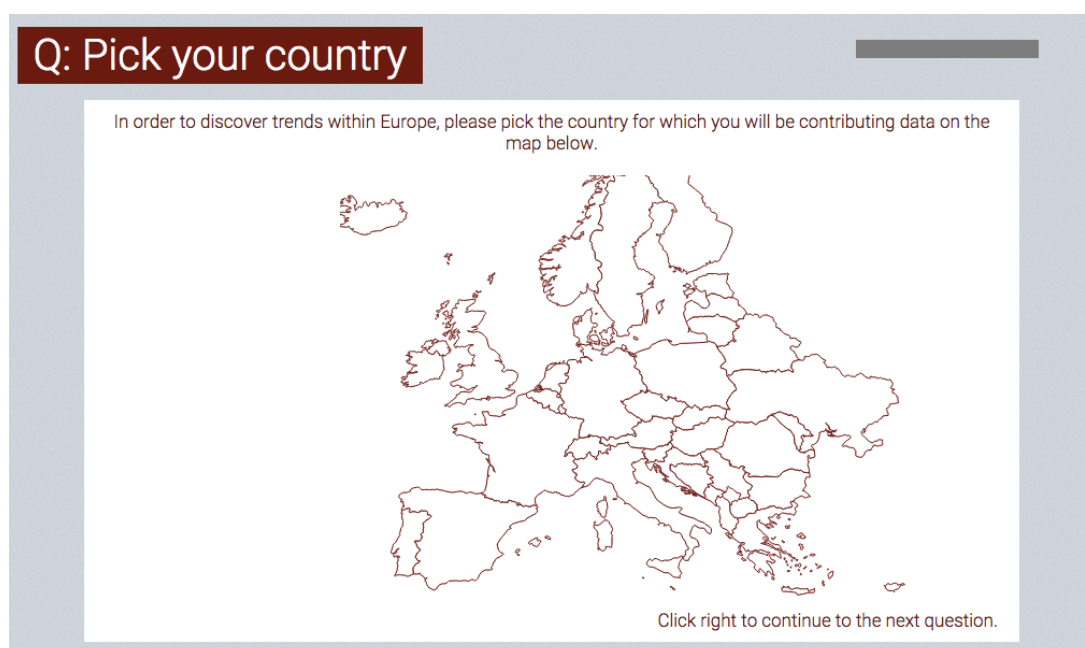 Q: Pick your country
In order to discover trends within Europe, please pick the country for which you will be contributing data on the
map below.
Click right to continue to the next question.